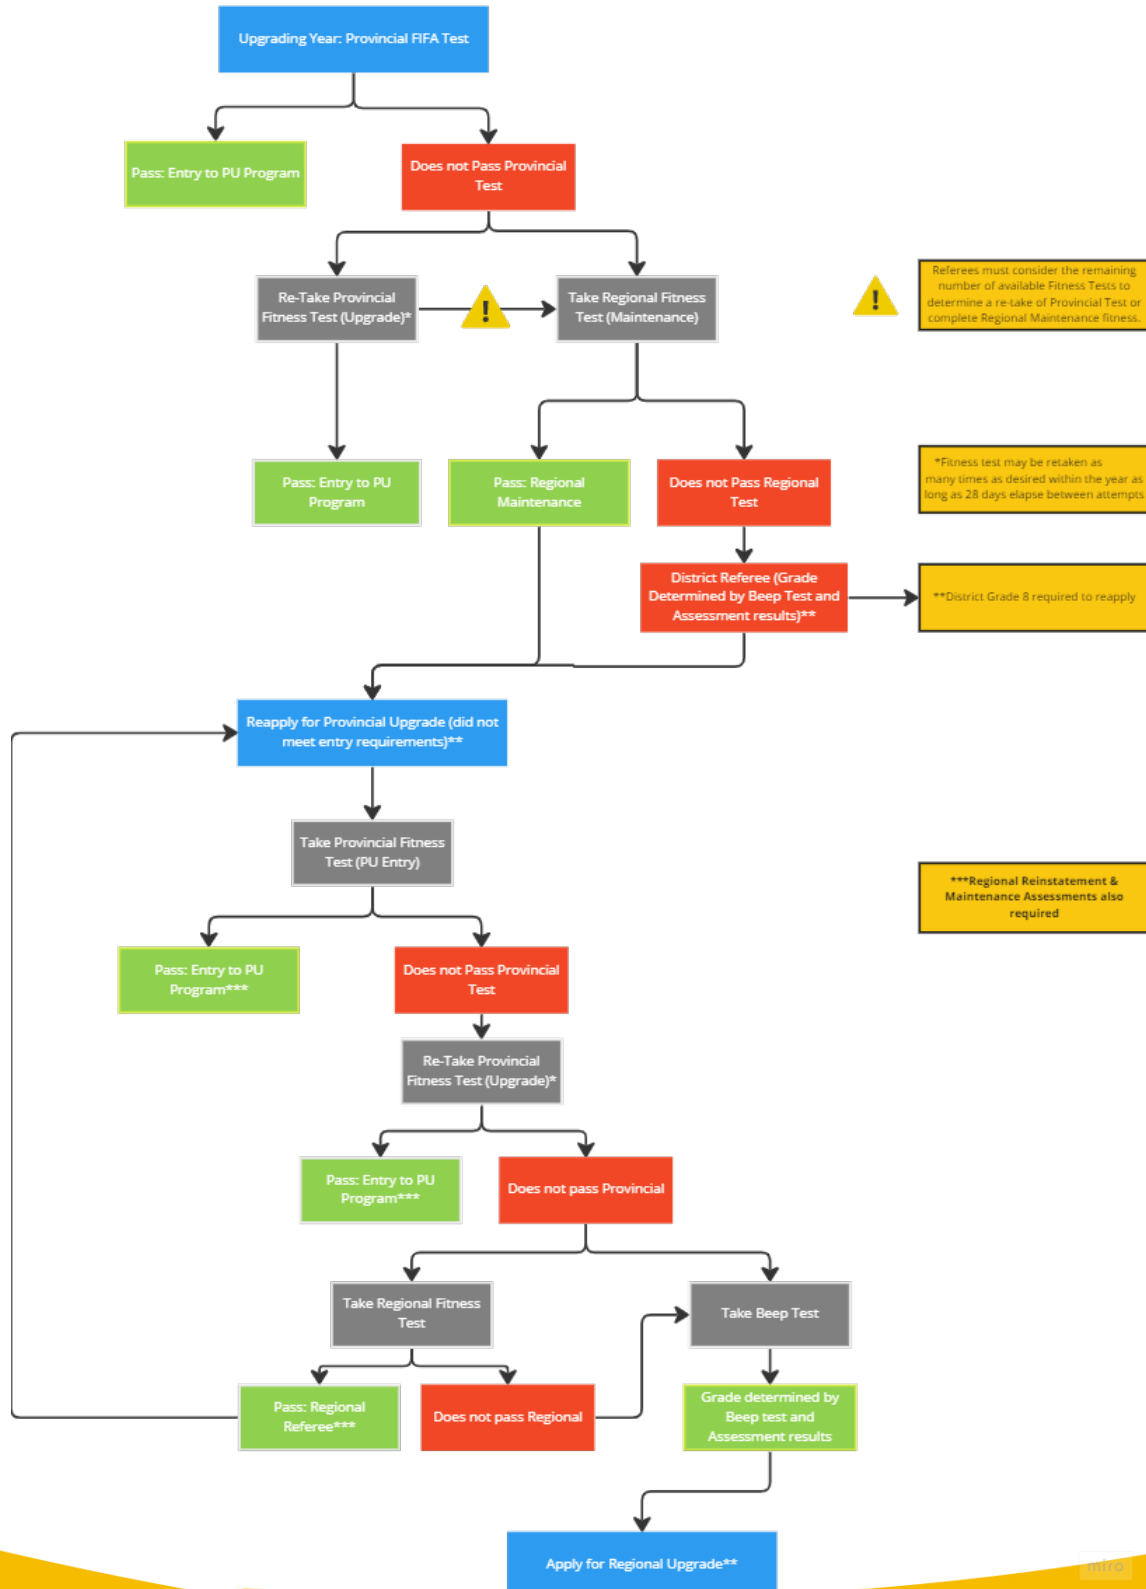 Upgrading Year: Provincial FIFA Test
Pass: Entry to PU Program
Does not Pass Provincial
Test
Re-Take Provincial
Fitness Test (Upgrade)*
!
Take Regional Fitness
Test (Maintenance)
!
Referees must consider the remaining
number of available Fitness Tests to
determine a re-take of Provincial Test or
complete Regional Maintenance fitness.
Pass: Entry to PU
Program
Pass: Regional
Maintenance
Does not Pass Regional
Test
*Fitness test may be retaken as
many times as desired within the year as
long as 28 days elapse between attempts
District Referee (Grade
Determined by Beep Test and
Assessment results)**
**District Grade 8 required to reapply
Reapply for Provincial Upgrade (did not
meet entry requirements)**
Take Provincial Fitness
Test (PU Entry)
***Regional Reinstatement &
Maintenance Assessments also
required
Pass: Entry to PU
Program***
Does not Pass Provincial
Test
Re-Take Provincial
Fitness Test (Upgrade)*
Pass: Entry to PU
Program***
Does not pass Provincial
Take Regional Fitness
Test
Take Beep Test
Pass: Regional
Referee***
Does not pass Regional
Grade determined by
Beep test and
Assessment results
Apply for Regional Upgrade**
miro